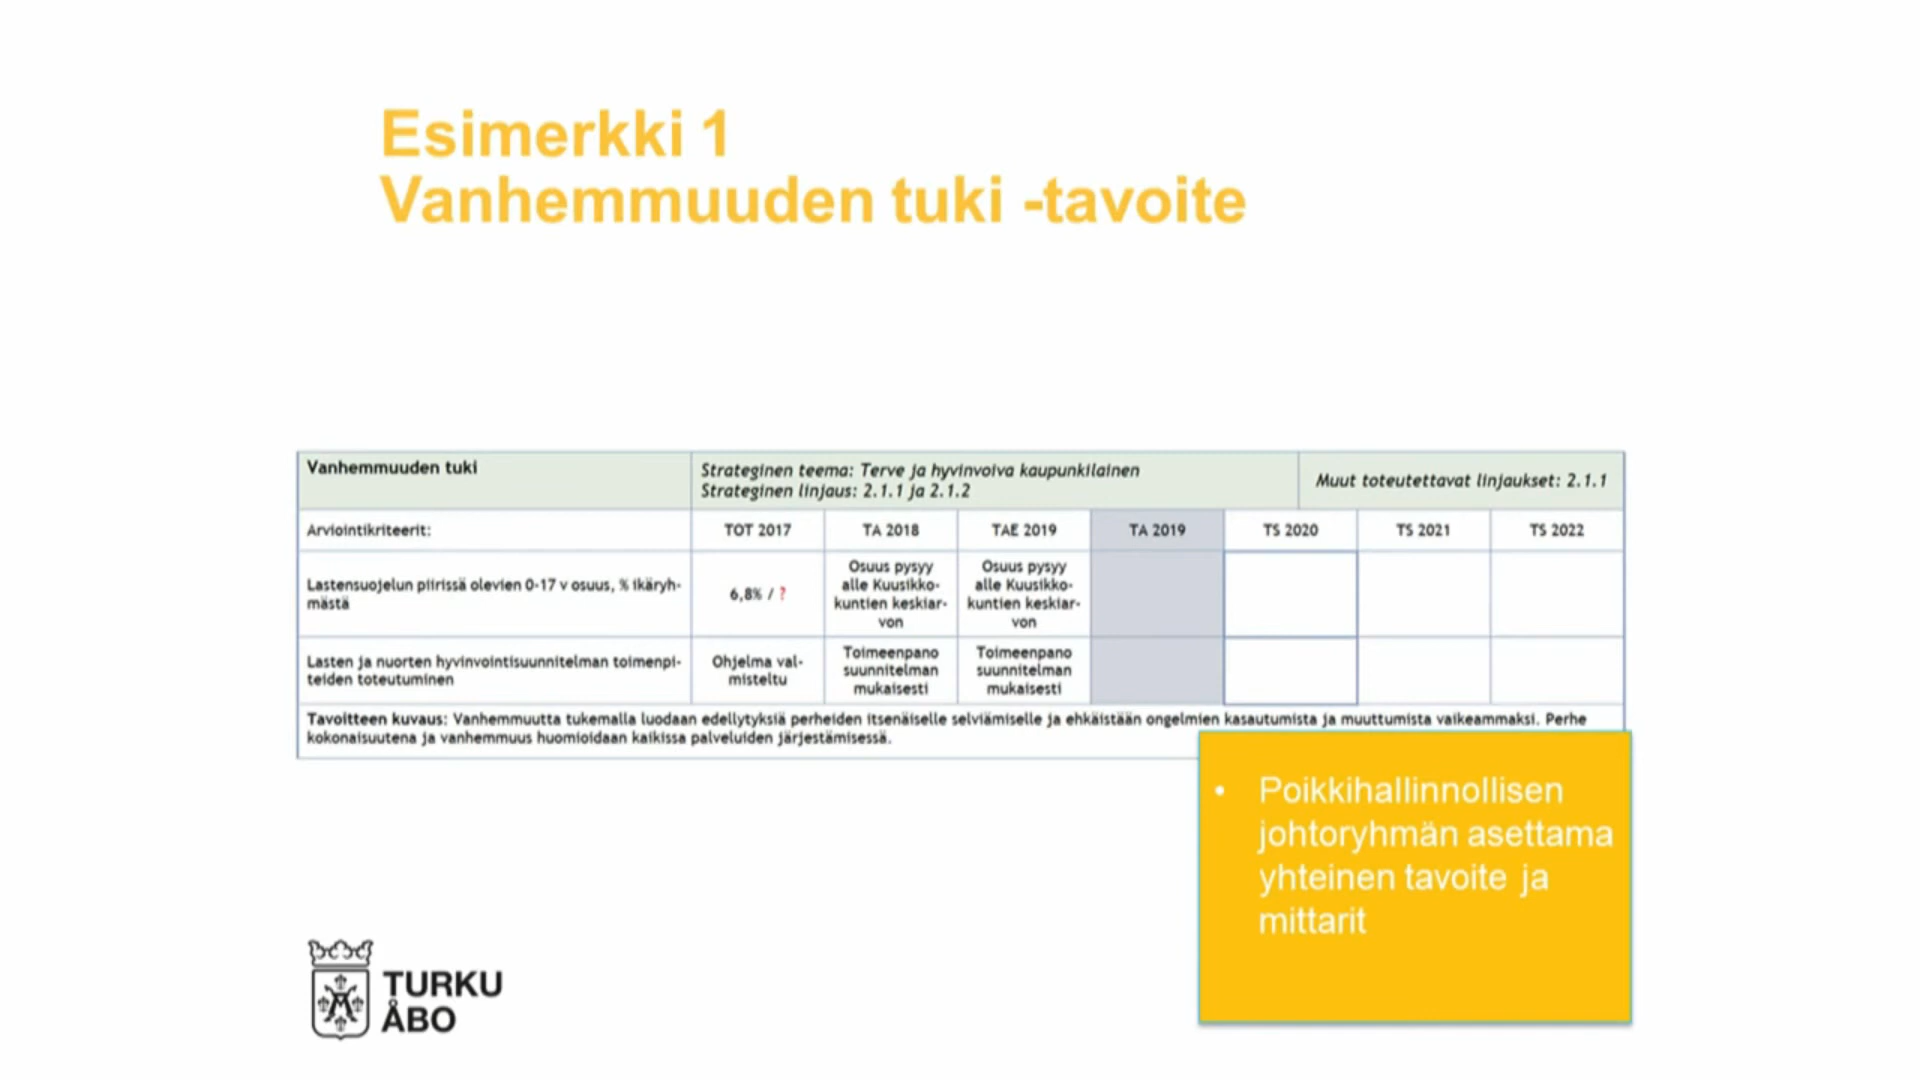 Esimerkki 1
Vanhemmuuden tuki -tavoite
Vanhemmuuden tuki
Strateginen teema: Terve ja hyvinvoiva kaupunkilainen
Strateginen linjaus: 2.1.1 ja 2.1.2
Muut toteutettavat linjaukset: 2.1.1
Arviointikriteerit:
TOT 2017
TA 2018
TAE 2019
TA 2019
TS 2020
TS 2021
TS 2022
Lastensuojelun piirissä olevien 0-17 v osuus, % ikäryh-
mästä
6,8% / ?
Osuus pysyy
alle Kuusikko-
kuntien keskiar-
von
Osuus pysyy
alle Kuusikko-
kuntien keskiar-
von
Lasten ja nuorten hyvinvointisuunnitelman toimenpi-
teiden toteutuminen
Ohjelma val-
misteltu
Toimeenpano
suunnitelman
mukaisesti
Toimeenpano
suunnitelman
mukaisesti
Tavoitteen kuvaus: Vanhemmuutta tukemalla luodaan edellytyksiä perheiden itsenäiselle selviämiselle ja ehkäistään ongelmien kasautumista ja muuttumista vaikeammaksi. Perhe
kokonaisuutena ja vanhemmuus huomioidaan kaikissa palveluiden järjestämisessä.
• Poikkihallinnollisen
johtoryhmän asettama
yhteinen tavoite ja
mittarit
TURKU
ÅBO